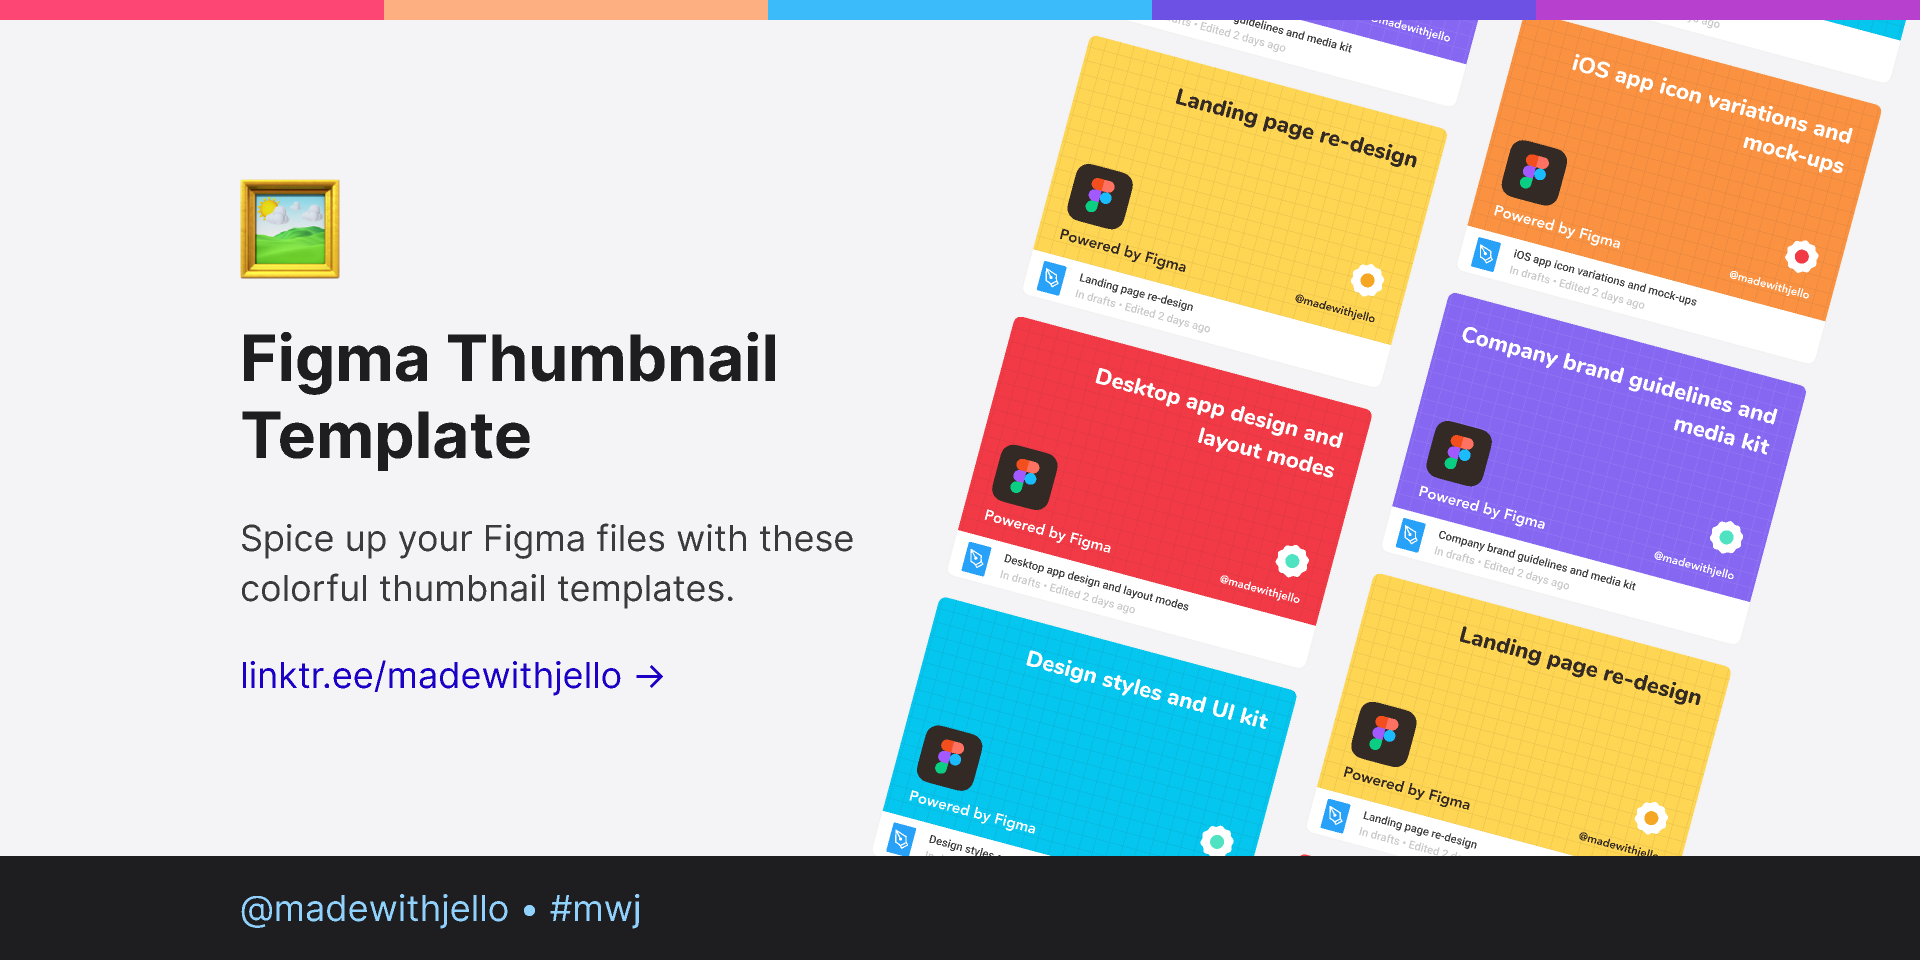 Figma Thumbnail
Template
Spice up your Figma files with these
colorful thumbnail templates.
linktr.ee/madewithjello →
@madewithjello • #mwj
guidelines and media kit
• Edited 2 days ago
@madewithjello
Landing page re-design
Powered by Figma
@madewithjello
Landing page re-design
In drafts • Edited 2 days ago
Desktop app design and
layout modes
Powered by Figma
@madewithjello
Desktop app design and layout modes
In drafts • Edited 2 days ago
Design styles and UI kit
Powered by Figma
Design styles
ago
iOS app icon variations and
mock-ups
Powered by Figma
@madewithjello
iOS app icon variations and mock-ups
In drafts • Edited 2 days ago
Company brand guidelines and
media kit
Powered by Figma
@madewithjello
Company brand guidelines and media kit
In drafts • Edited 2 days ago
Landing page re-design
Powered by Figma
@madewithjello
Landing page re-design
In drafts • Edited 2 d